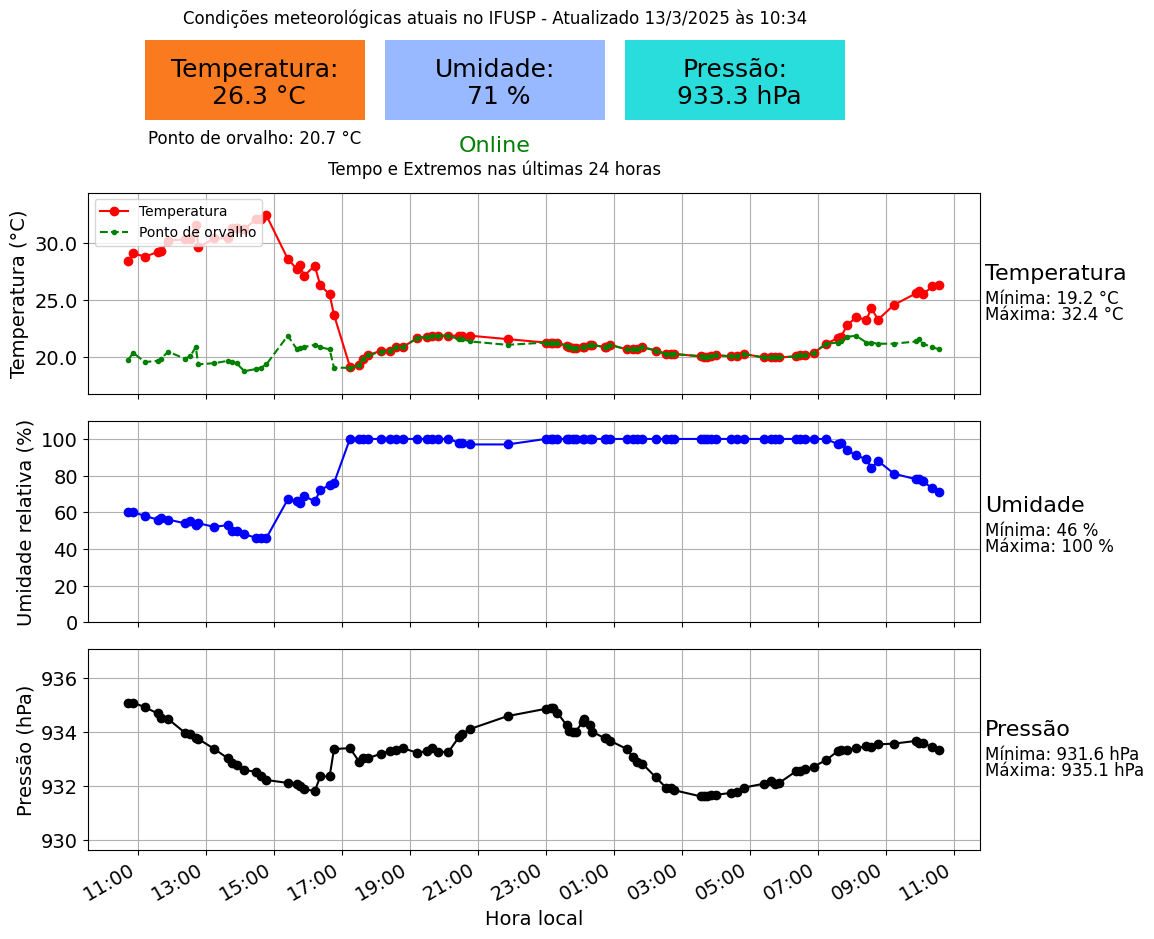 Condições meteorológicas atuais no IFUSP - Atualizado 13/3/2025 às 10:34
Temperatura:
26.3 °C
Umidade:
71 %
Pressão:
933.3 hPa
Ponto de orvalho: 20.7 °C
Online
Tempo e Extremos nas últimas 24 horas
Temperatura (°C)
30.0
25.0
20.0
Temperatura
Ponto de orvalho
Temperatura
Mínima: 19.2 °C
Máxima: 32.4 °C
Umidade relativa (%)
100
80
60
40
20
0
Umidade
Mínima: 46 %
Máxima: 100 %
Pressão (hPa)
936
934
932
930
Pressão
Mínima: 931.6 hPa
Máxima: 935.1 hPa
11:00
13:00
15:00
17:00
19:00
21:00
23:00
01:00
03:00
05:00
07:00
09:00
11:00
Hora local